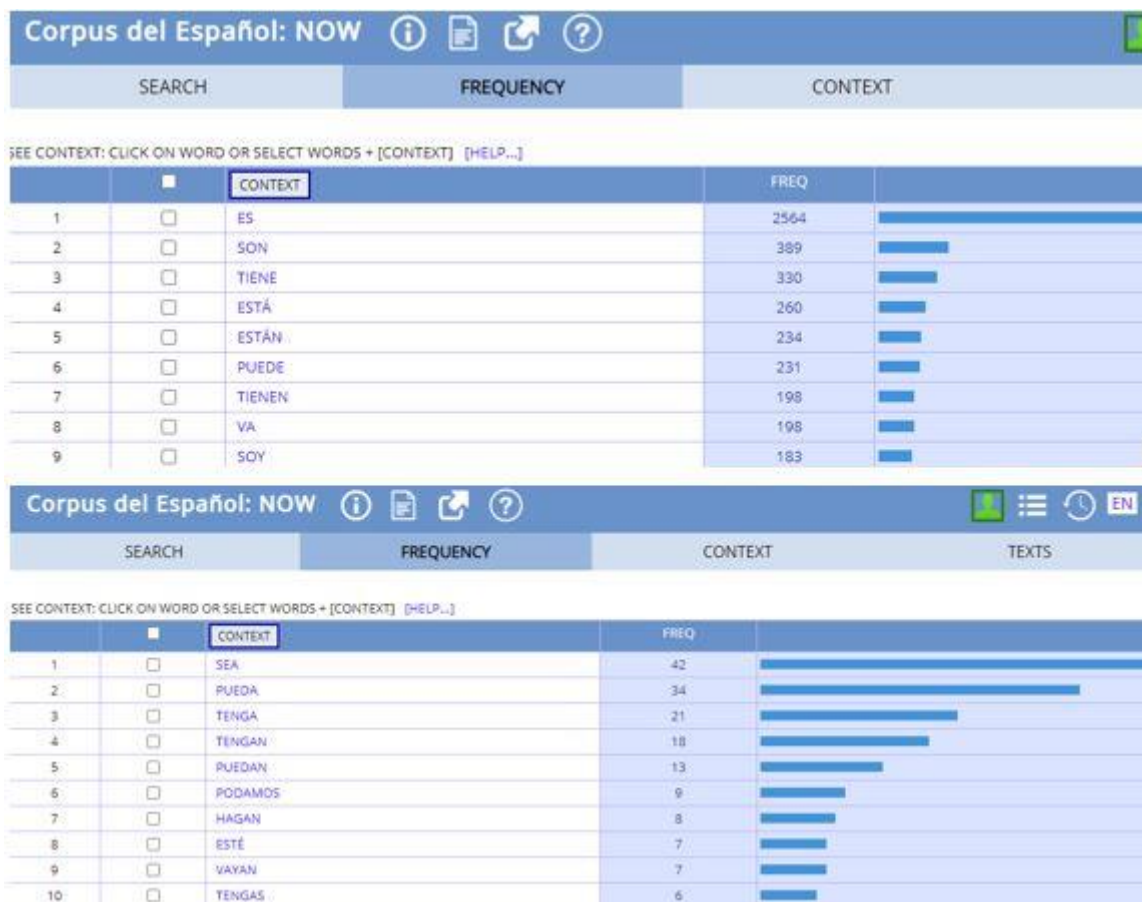 Corpus del Español: NOW
SEARCH FREQUENCY CONTEXT
SEE CONTEXT: CLICK ON WORD OR SELECT WORDS + [CONTEXT] [HELP...]
CONTEXT FREQ
1 ES 2564
2 SON 389
3 TIENE 330
4 ESTÁ 260
5 ESTÁN 234
6 PUEDE 231
7 TIENEN 198
8 VA 198
9 SOY 183
Corpus del Español: NOW EN
SEARCH FREQUENCY CONTEXT TEXTS
SEE CONTEXT: CLICK ON WORD OR SELECT WORDS + [CONTEXT] [HELP...]
CONTEXT FREQ
1 SEA 42
2 PUEDA 34
3 TENGA 21
4 TENGAN 18
5 PUEDAN 13
6 PODAMOS 9
7 HAGAN 8
8 ESTÉ 7
9 VAYAN 7
10 TENGAS 6